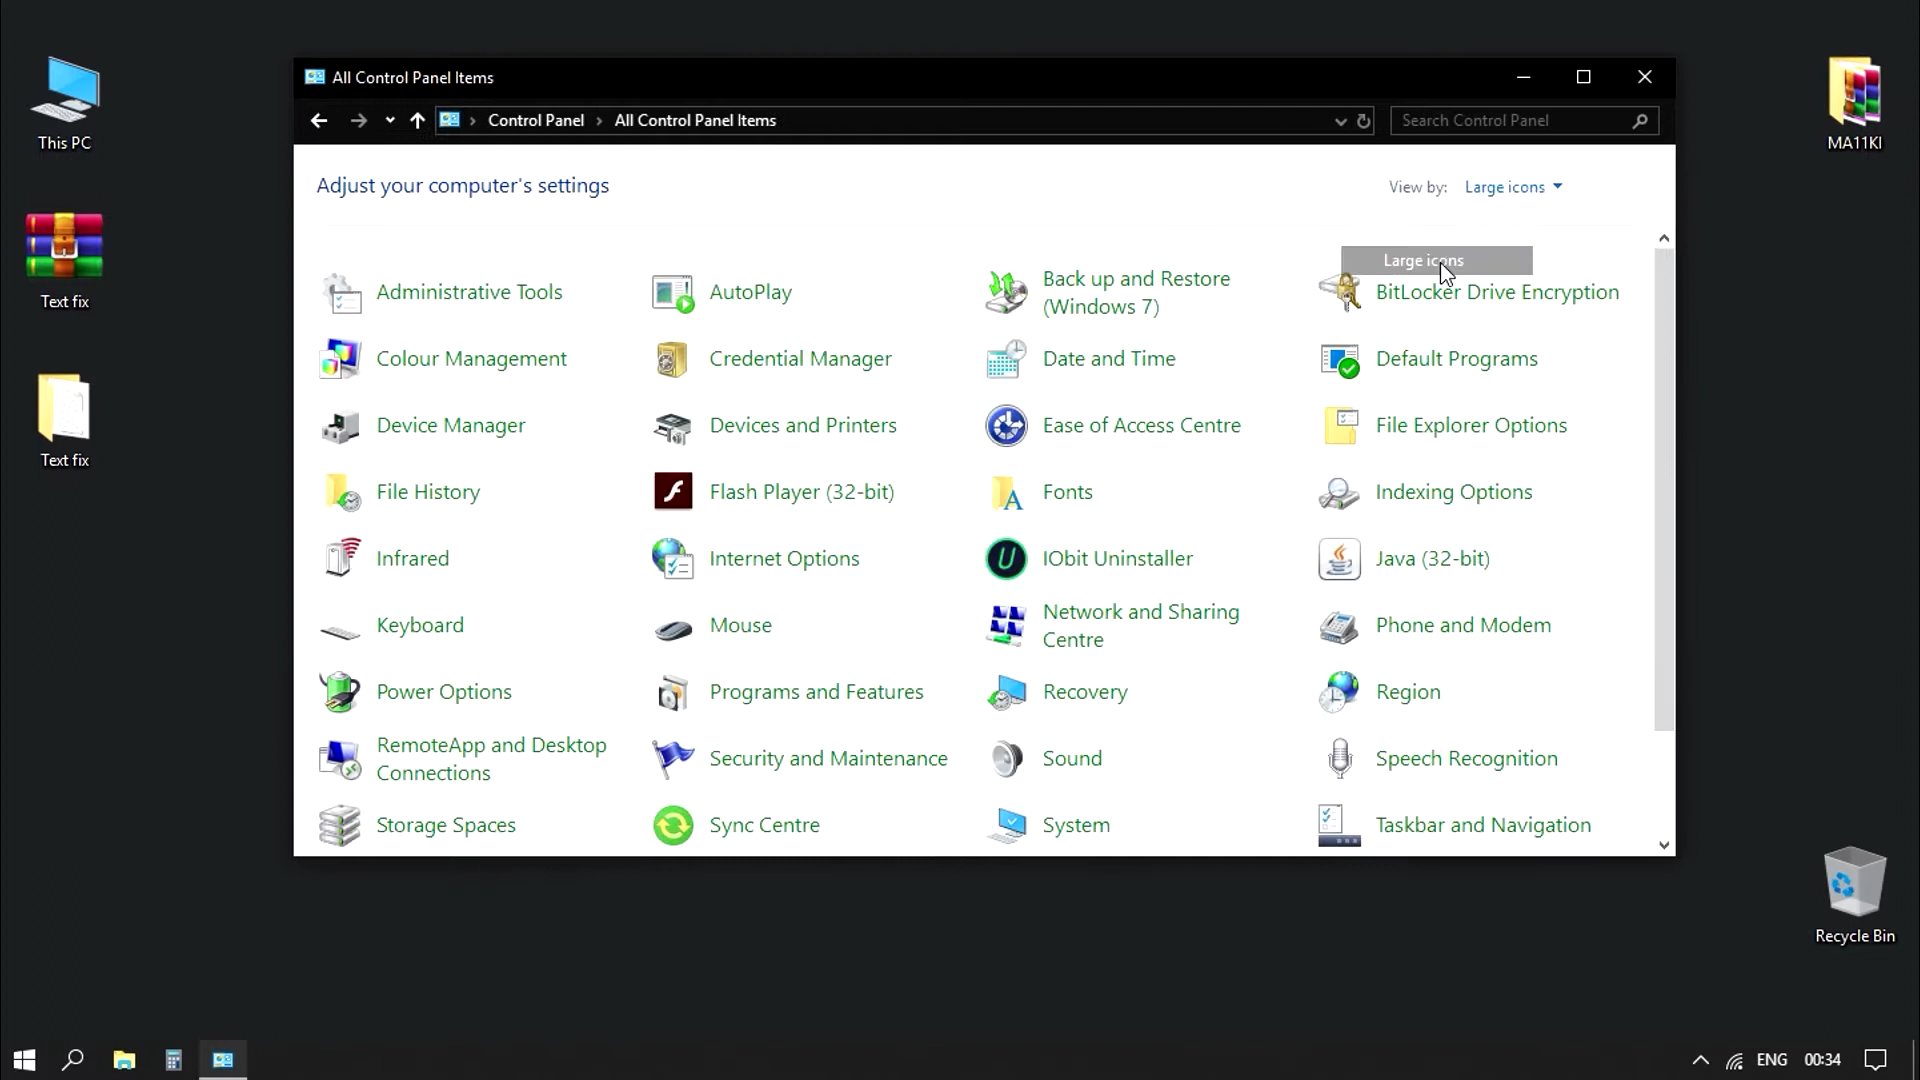 This PC
Text fix
Text fix
All Control Panel Items
Control Panel
All Control Panel Items
Search Control Panel
Adjust your computer's settings
View by:
Large icons
Large icons
Administrative Tools
AutoPlay
Back up and Restore
(Windows 7)
BitLocker Drive Encryption
Colour Management
Credential Manager
Date and Time
Default Programs
Device Manager
Devices and Printers
Ease of Access Centre
File Explorer Options
File History
Flash Player (32-bit)
Fonts
Indexing Options
Infrared
Internet Options
IObit Uninstaller
Java (32-bit)
Keyboard
Mouse
Network and Sharing
Centre
Phone and Modem
Power Options
Programs and Features
Recovery
Region
RemoteApp and Desktop
Connections
Security and Maintenance
Sound
Speech Recognition
Storage Spaces
Sync Centre
System
Taskbar and Navigation
MA11KI
Recycle Bin
ENG
00:34